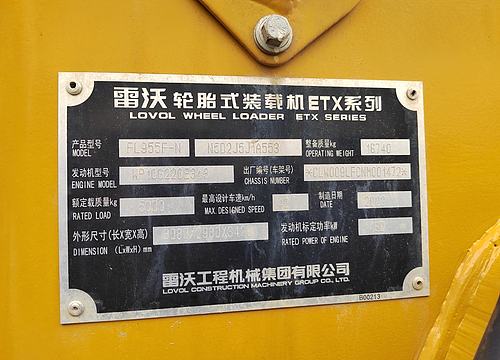 雷沃 轮胎式装载机ETX系列
LOVOL WHEEL LOADER ETX SERIES
产品型号 MODEL FL955F-N 整备质量kg OPERATING WEIGHT 16740
发动机型号 ENGINE MODEL 出厂编号(车架号) CHASSIS NUMBER
额定载质量kg RATED LOAD 最高设计车速km/h MAX. DESIGNED SPEED 制造日期 DATE
外形尺寸(长X宽X高) DIMENSION (LxWxH) mm 发动机标定功率kW RATED POWER OF ENGINE
雷沃工程机械集团有限公司
LOVOL CONSTRUCTION MACHINERY GROUP CO., LTD.
B00213